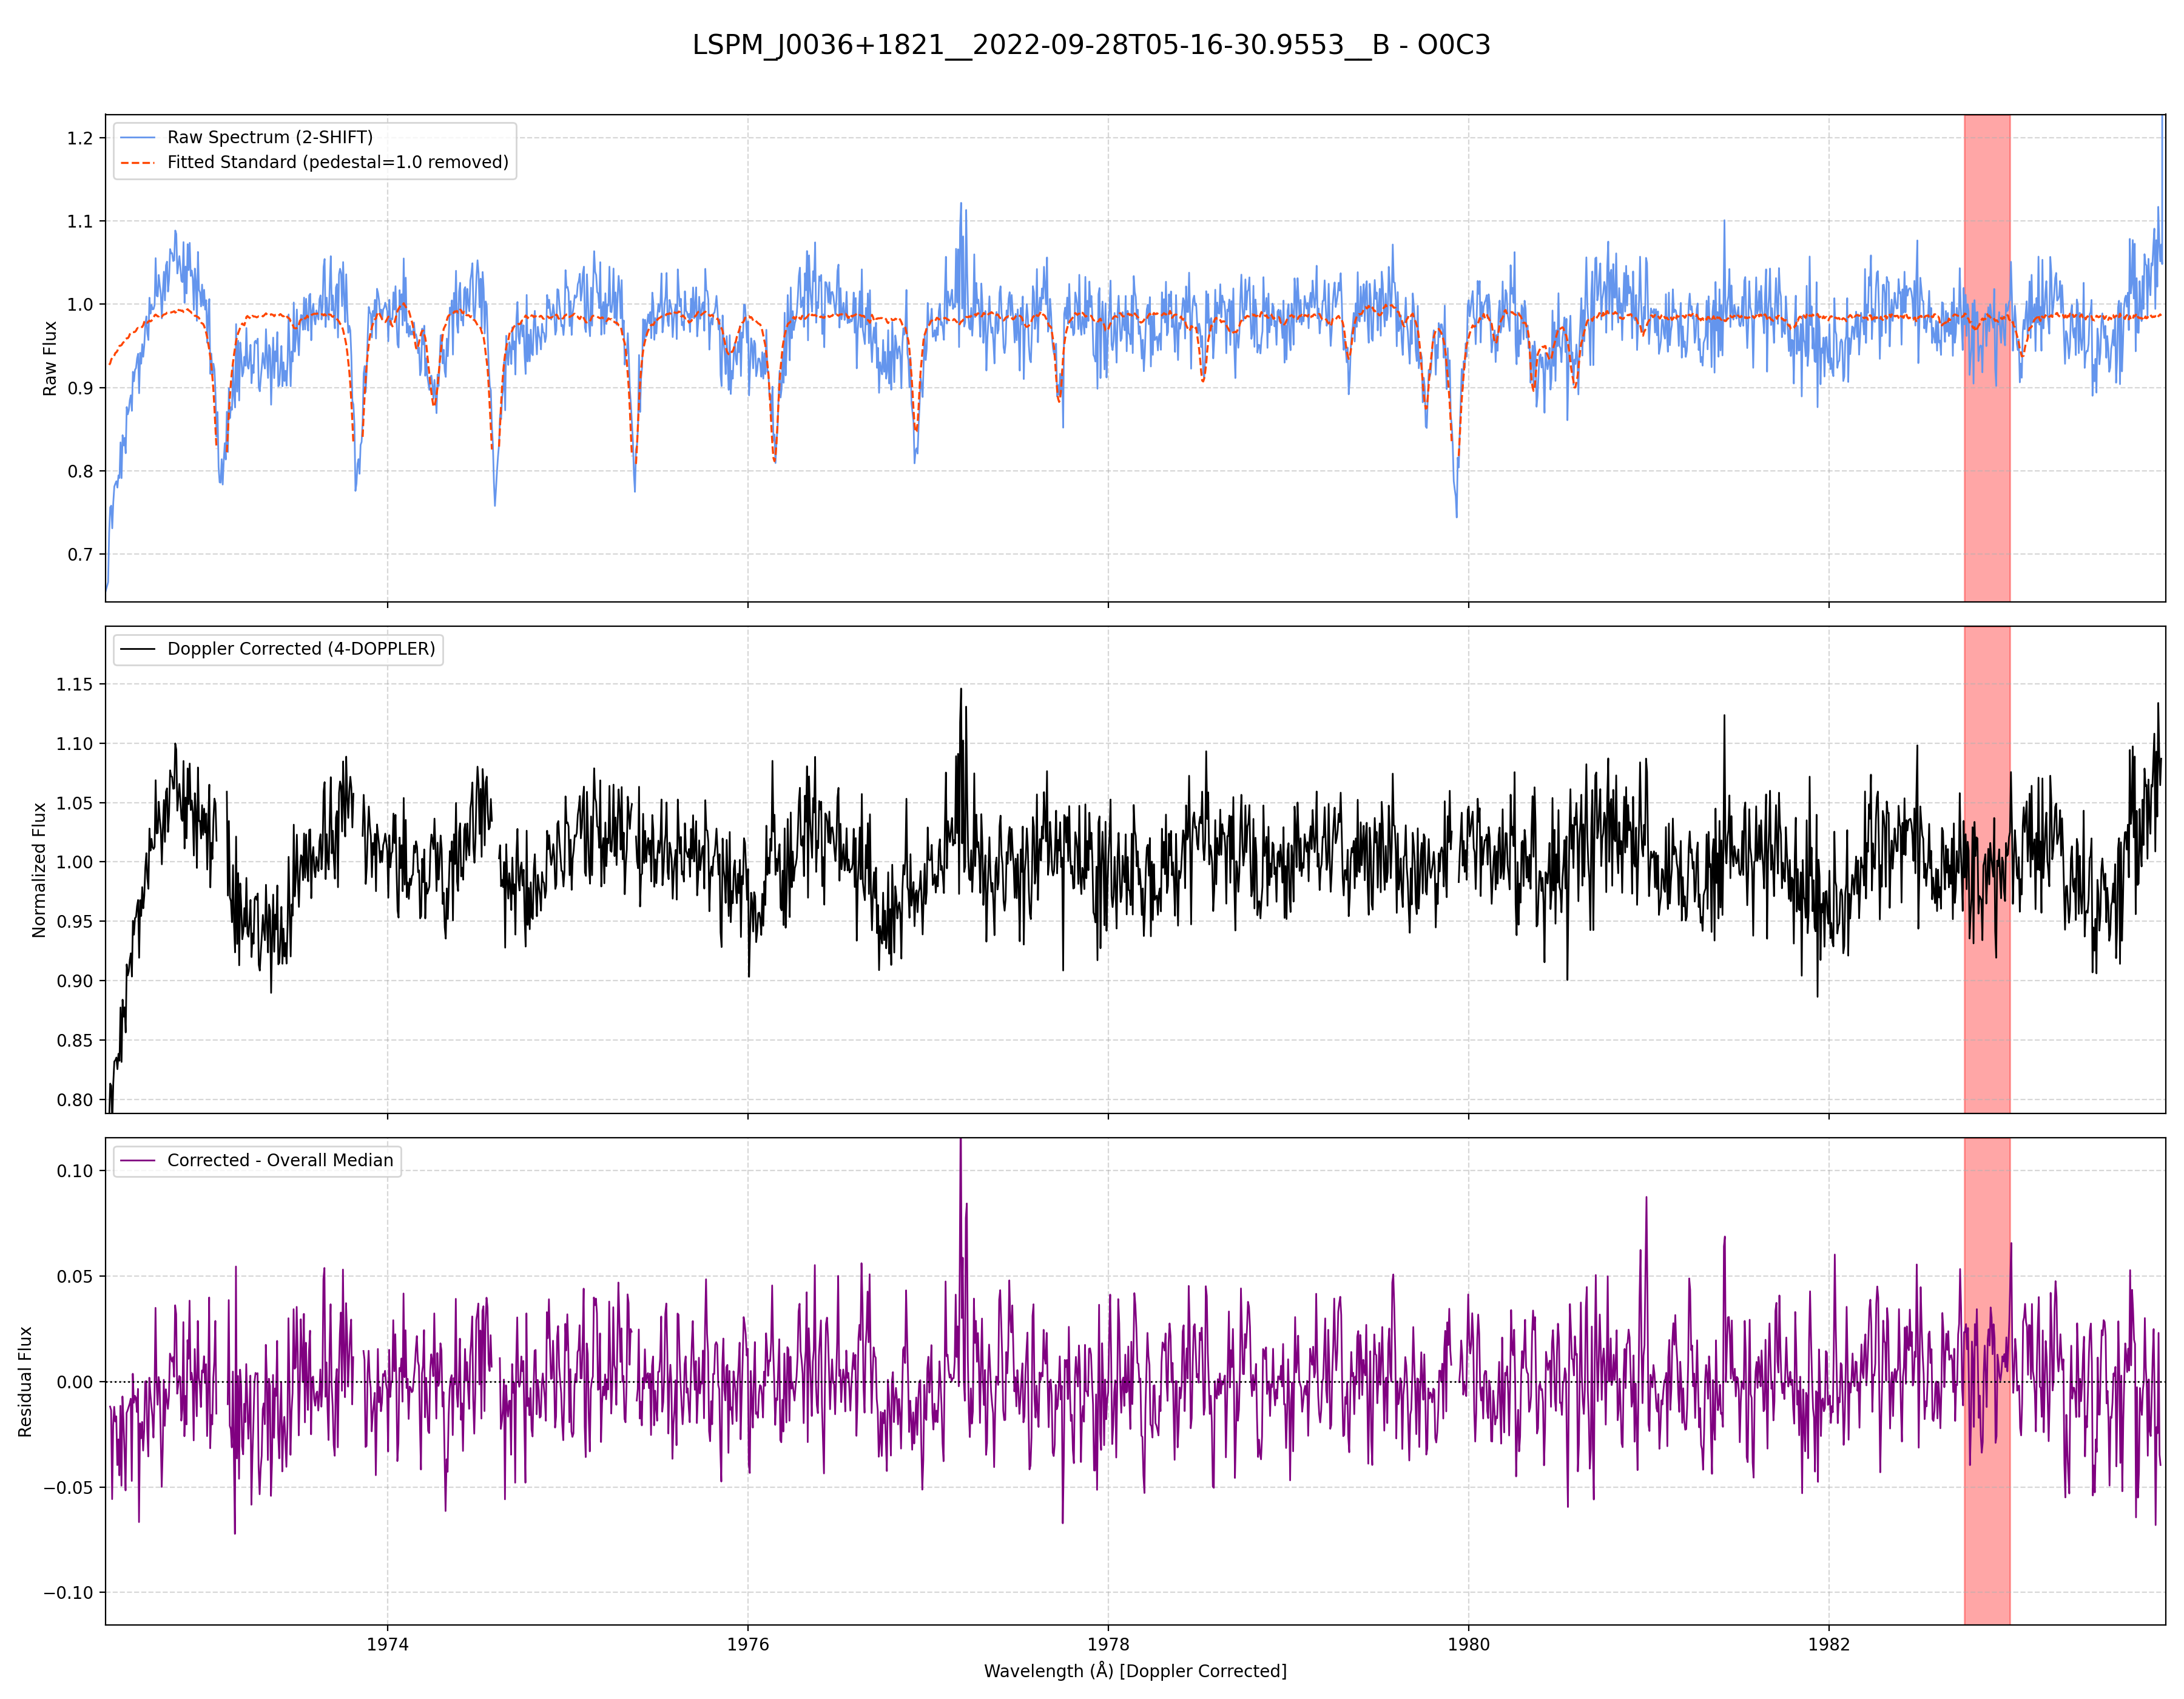 LSPM_J0036+1821__2022-09-28T05-16-30.9553__B - O0C3
Raw Spectrum (2-SHIFT)
Fitted Standard (pedestal=1.0 removed)
Raw Flux
1.2
1.1
1.0
0.9
0.8
0.7
Doppler Corrected (4-DOPPLER)
Normalized Flux
1.15
1.10
1.05
1.00
0.95
0.90
0.85
0.80
Corrected - Overall Median
Residual Flux
0.10
0.05
0.00
−0.05
−0.10
1974 1976 1978 1980 1982
Wavelength (Å) [Doppler Corrected]